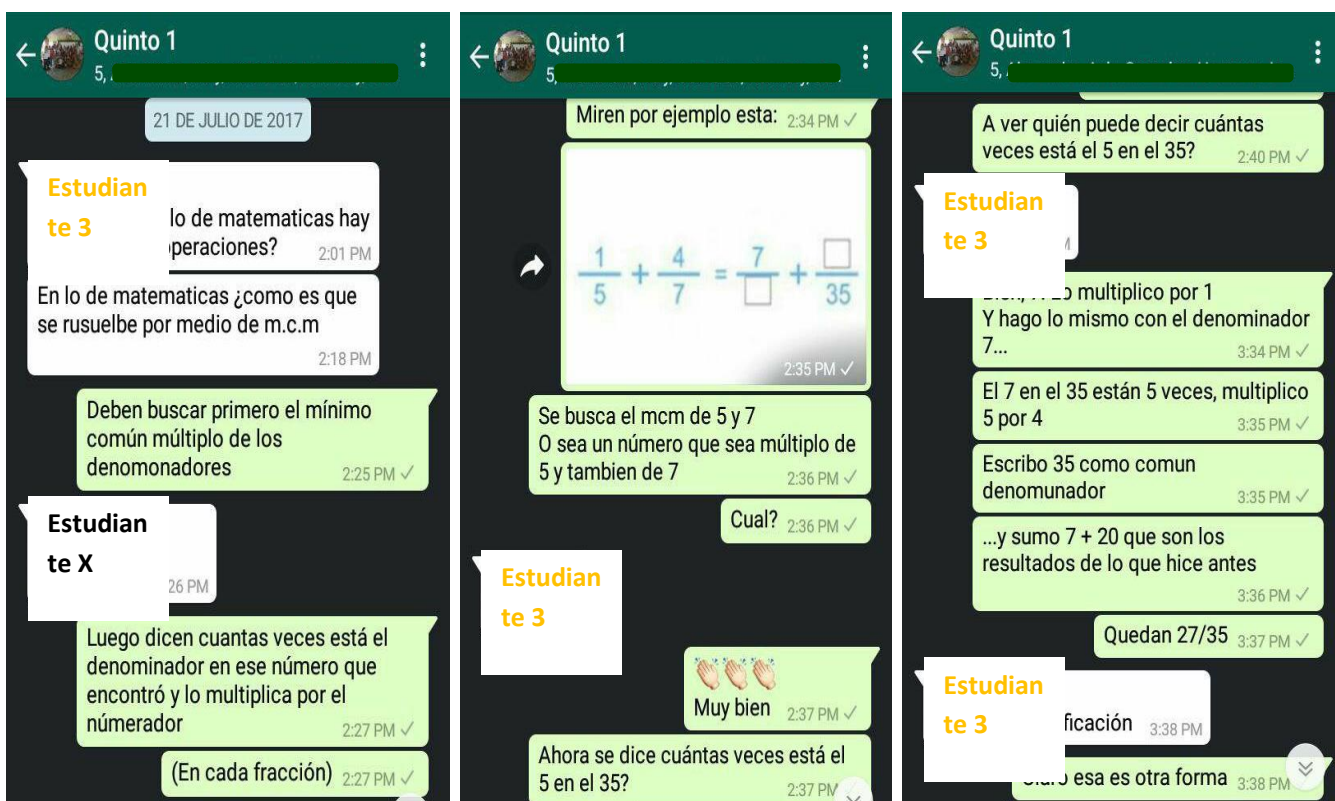 Quinto 1
5,
21 DE JULIO DE 2017
Estudian
te 3
lo de matematicas hay
operaciones? 2:01 PM
En lo de matematicas ¿como es que
se rusuelbe por medio de m.c.m
2:18 PM
Deben buscar primero el mínimo
común múltiplo de los
denomonadores 2:25 PM
Estudian
te X
26 PM
Luego dicen cuantas veces está el
denominador en ese número que
encontró y lo multiplica por el
númerador 2:27 PM
(En cada fracción) 2:27 PM
Quinto 1
5,
Miren por ejemplo esta: 2:34 PM
1/5 + 4/7 = 7/□ + □/35
2:35 PM
Se busca el mcm de 5 y 7
O sea un número que sea múltiplo de
5 y tambien de 7 2:36 PM
Cual? 2:36 PM
Estudian
te 3
👏👏👏
Muy bien 2:37 PM
Ahora se dice cuántas veces está el
5 en el 35? 2:37 PM
Quinto 1
5,
A ver quién puede decir cuántas
veces está el 5 en el 35? 2:40 PM
Estudian
te 3
multiplico por 1
Y hago lo mismo con el denominador
7... 3:34 PM
El 7 en el 35 están 5 veces, multiplico
5 por 4 3:35 PM
Escribo 35 como comun
denomunador 3:35 PM
...y sumo 7 + 20 que son los
resultados de lo que hice antes
3:36 PM
Quedan 27/35 3:37 PM
Estudian
te 3
ficación 3:38 PM
esa es otra forma 3:38 PM